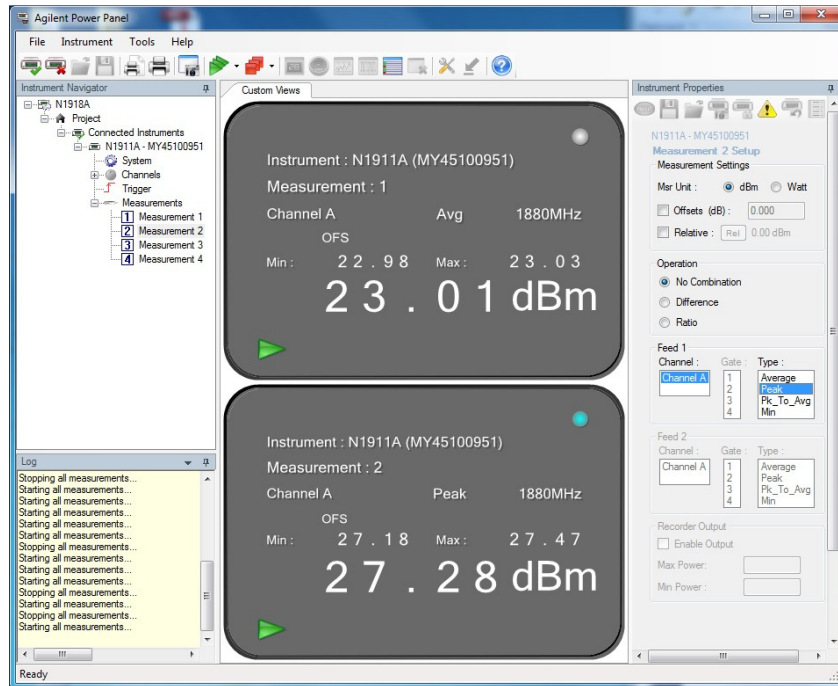 Agilent Power Panel
File Instrument Tools Help
Instrument Navigator
N1918A
Project
Connected Instruments
N1911A - MY45100951
System
Channels
Trigger
Measurements
1 Measurement 1
2 Measurement 2
3 Measurement 3
4 Measurement 4
Log
Stopping all measurements...
Starting all measurements...
Starting all measurements...
Starting all measurements...
Starting all measurements...
Starting all measurements...
Stopping all measurements...
Starting all measurements...
Starting all measurements...
Starting all measurements...
Stopping all measurements...
Starting all measurements...
Stopping all measurements...
Starting all measurements...
Ready
Custom Views
Instrument : N1911A (MY45100951)
Measurement : 1
Channel A Avg 1880MHz
OFS
Min : 22.98 Max : 23.03
23.01 dBm
Instrument : N1911A (MY45100951)
Measurement : 2
Channel A Peak 1880MHz
OFS
Min : 27.18 Max : 27.47
27.28 dBm
Instrument Properties
N1911A - MY45100951
Measurement 2 Setup
Measurement Settings
Msr Unit : dBm Watt
Offsets (dB) : 0.000
Relative : Rel 0.00 dBm
Operation
No Combination
Difference
Ratio
Feed 1
Channel : Gate : Type :
Channel A 1 Average
2 Peak
3 Pk_To_Avg
4 Min
Feed 2
Channel : Gate : Type :
Channel A 1 Average
2 Peak
3 Pk_To_Avg
4 Min
Recorder Output
Enable Output
Max Power:
Min Power :